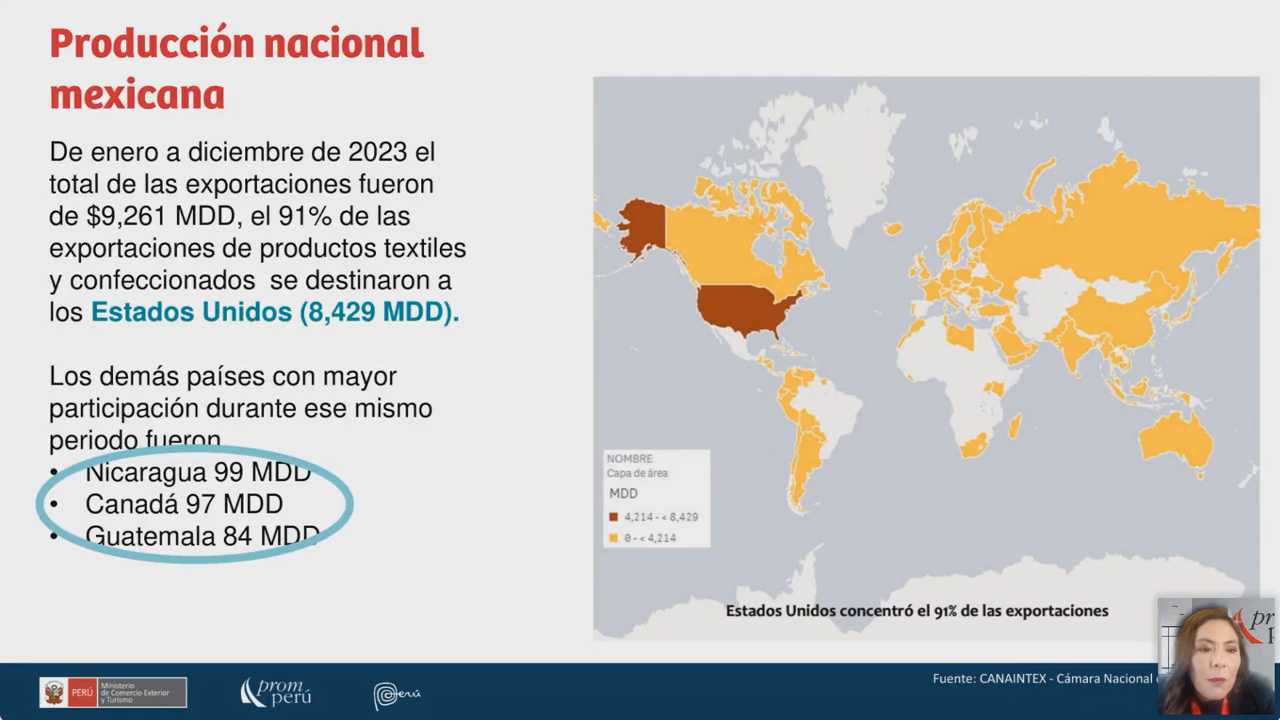 Producción nacional
mexicana
De enero a diciembre de 2023 el
total de las exportaciones fueron
de $9,261 MDD, el 91% de las
exportaciones de productos textiles
y confeccionados se destinaron a
los Estados Unidos (8,429 MDD).
Los demás países con mayor
participación durante ese mismo
periodo fueron
• Nicaragua 99 MDD
• Canadá 97 MDD
• Guatemala 84 MDD
NOMBRE
Capa de área
MDD
4,214 - < 8,429
0 - < 4,214
Estados Unidos concentró el 91% de las exportaciones
PERÚ
Ministerio
de Comercio Exterior
y Turismo
prom
perú
Perú
Fuente: CANAINTEX - Cámara Nacional